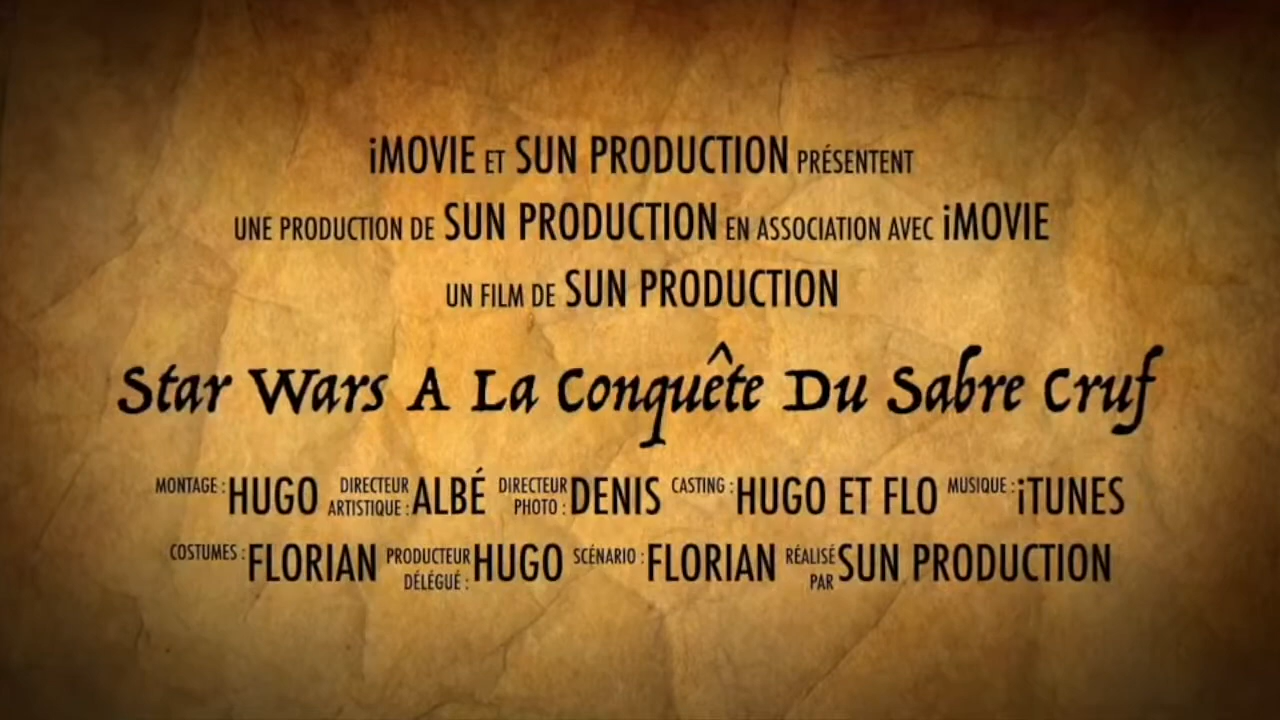 iMOVIE ET SUN PRODUCTION PRÉSENTENT
UNE PRODUCTION DE SUN PRODUCTION EN ASSOCIATION AVEC iMOVIE
UN FILM DE SUN PRODUCTION
Star Wars A La Conquête Du Sabre Cruf
MONTAGE : HUGO DIRECTEUR ARTISTIQUE : ALBÉ DIRECTEUR PHOTO : DENIS CASTING : HUGO ET FLO MUSIQUE : iTUNES
COSTUMES : FLORIAN PRODUCTEUR DÉLÉGUÉ : HUGO SCÉNARIO : FLORIAN RÉALISÉ PAR SUN PRODUCTION